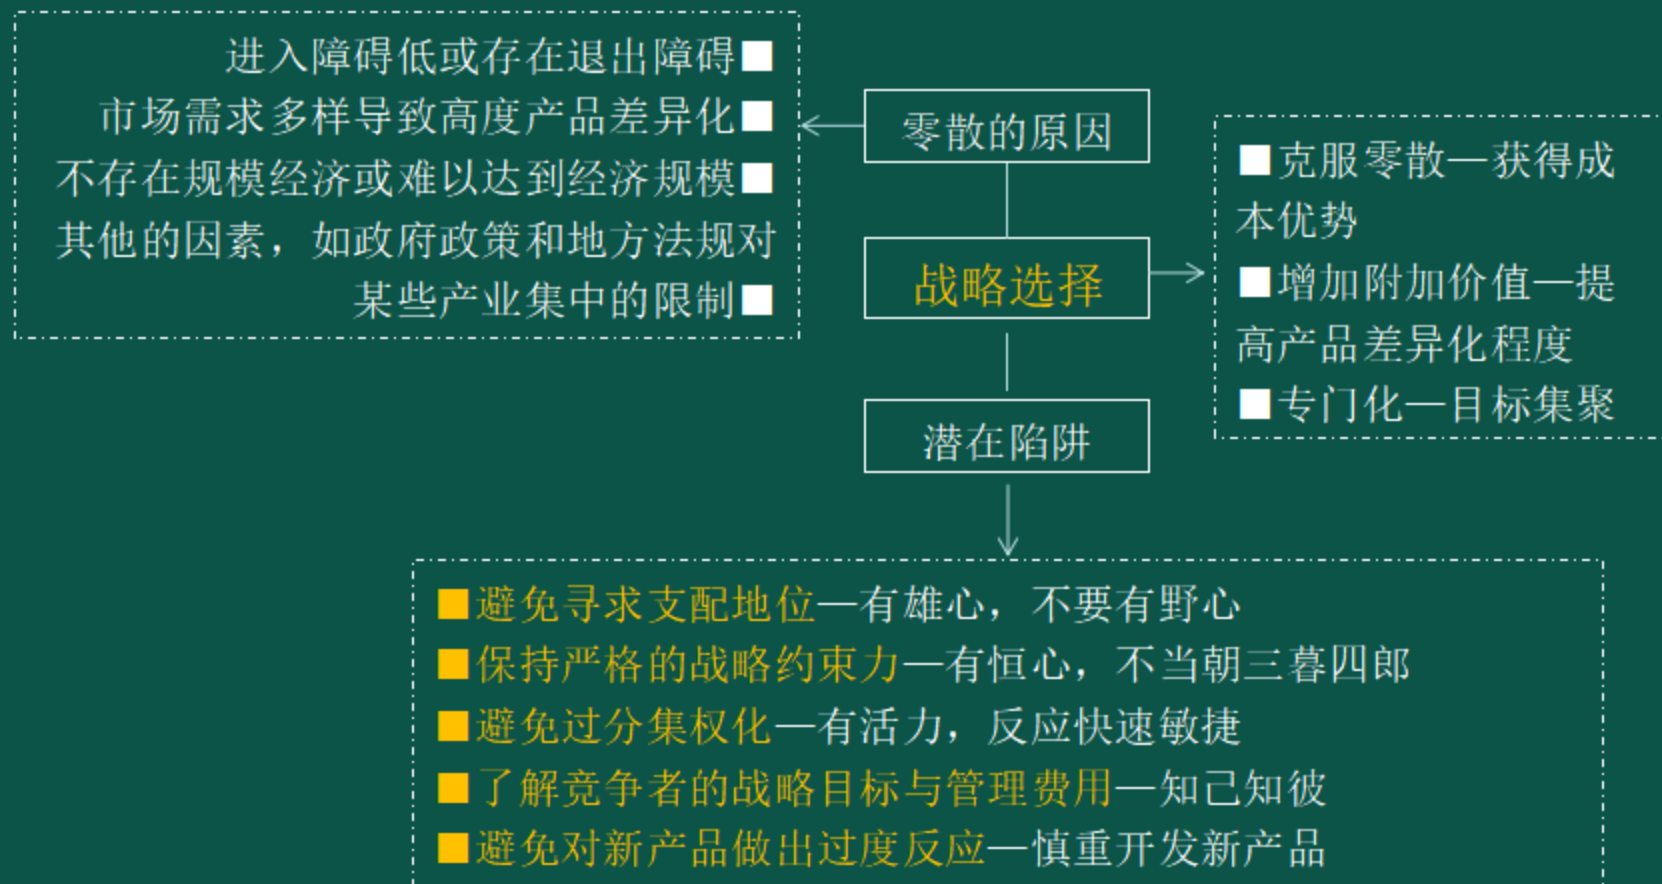 进入障碍低或存在退出障碍■
市场需求多样导致高度产品差异化■
不存在规模经济或难以达到经济规模■
其他的因素，如政府政策和地方法规对
某些产业集中的限制■
零散的原因
战略选择
潜在陷阱
■克服零散—获得成
本优势
■增加附加价值—提
高产品差异化程度
■专门化—目标集聚
■避免寻求支配地位—有雄心，不要有野心
■保持严格的战略约束力—有恒心，不当朝三暮四郎
■避免过分集权化—有活力，反应快速敏捷
■了解竞争者的战略目标与管理费用—知己知彼
■避免对新产品做出过度反应—慎重开发新产品